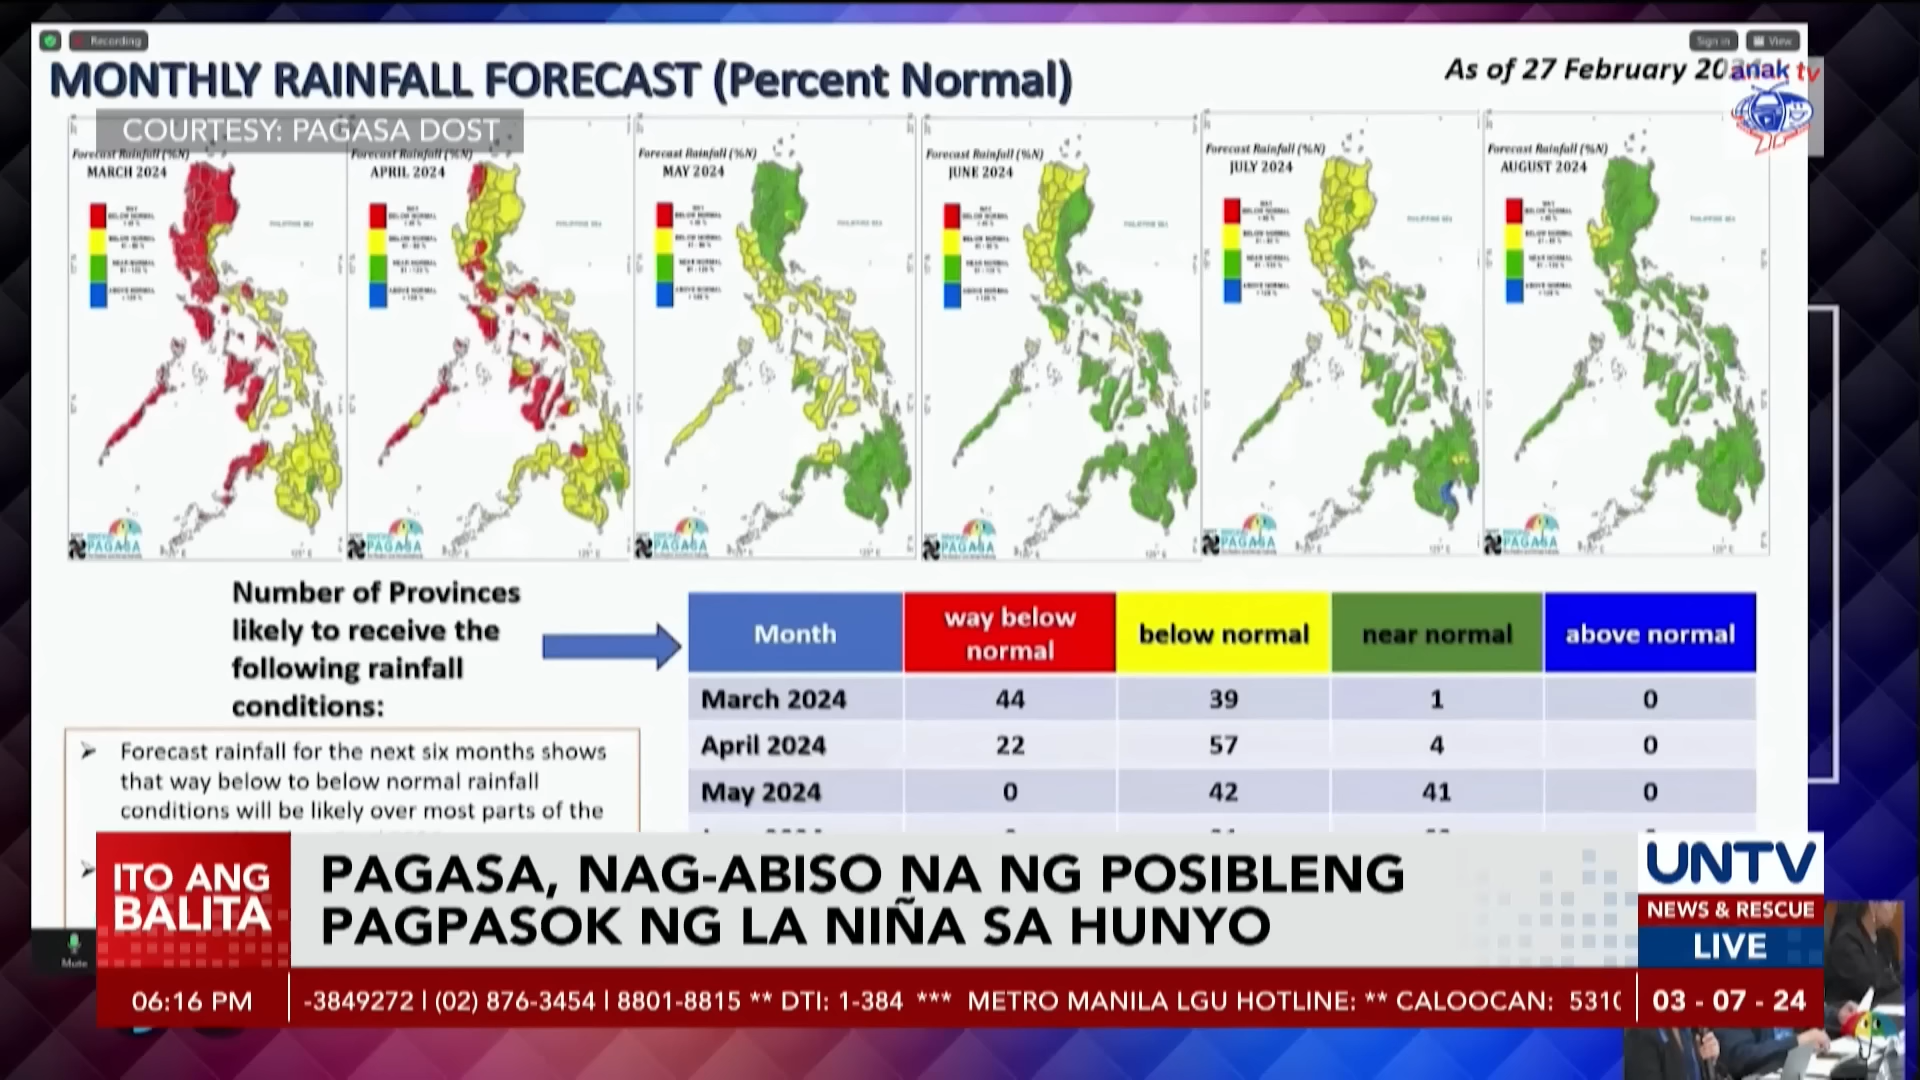 Recording
Sign in
View
MONTHLY RAINFALL FORECAST (Percent Normal)
As of 27 February
anak tv
COURTESY: PAGASA DOST
Forecast Rainfall (%N)
MARCH 2024
Forecast Rainfall (%N)
APRIL 2024
Forecast Rainfall (%N)
MAY 2024
Forecast Rainfall (%N)
JUNE 2024
Forecast Rainfall (%N)
JULY 2024
Forecast Rainfall (%N)
AUGUST 2024
PAGASA
PAGASA
PAGASA
PAGASA
PAGASA
PAGASA
Number of Provinces
likely to receive the
following rainfall
conditions:
Month way below normal below normal near normal above normal
March 2024 44 39 1 0
April 2024 22 57 4 0
May 2024 0 42 41 0
➢ Forecast rainfall for the next six months shows
that way below to below normal rainfall
conditions will be likely over most parts of the
Mute
ITO ANG
BALITA
PAGASA, NAG-ABISO NA NG POSIBLENG
PAGPASOK NG LA NIÑA SA HUNYO
UNTV
NEWS & RESCUE
LIVE
06:16 PM
-3849272 | (02) 876-3454 | 8801-8815 ** DTI: 1-384 *** METRO MANILA LGU HOTLINE: ** CALOOCAN: 531
03 - 07 - 24